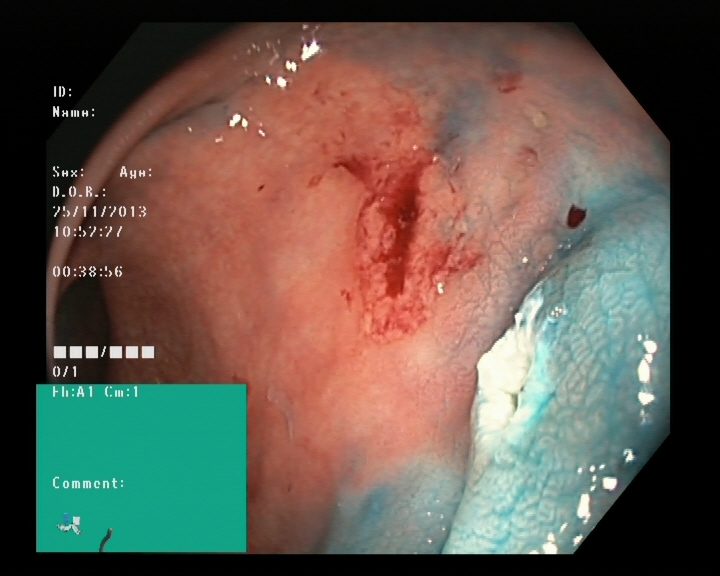 ID:
Name:
Sex: Age:
D.O.B.:
25/11/2013
10:52:27
00:38:56
■■■/■■■
0/1
Eh:A1 Cm:1
Comment: